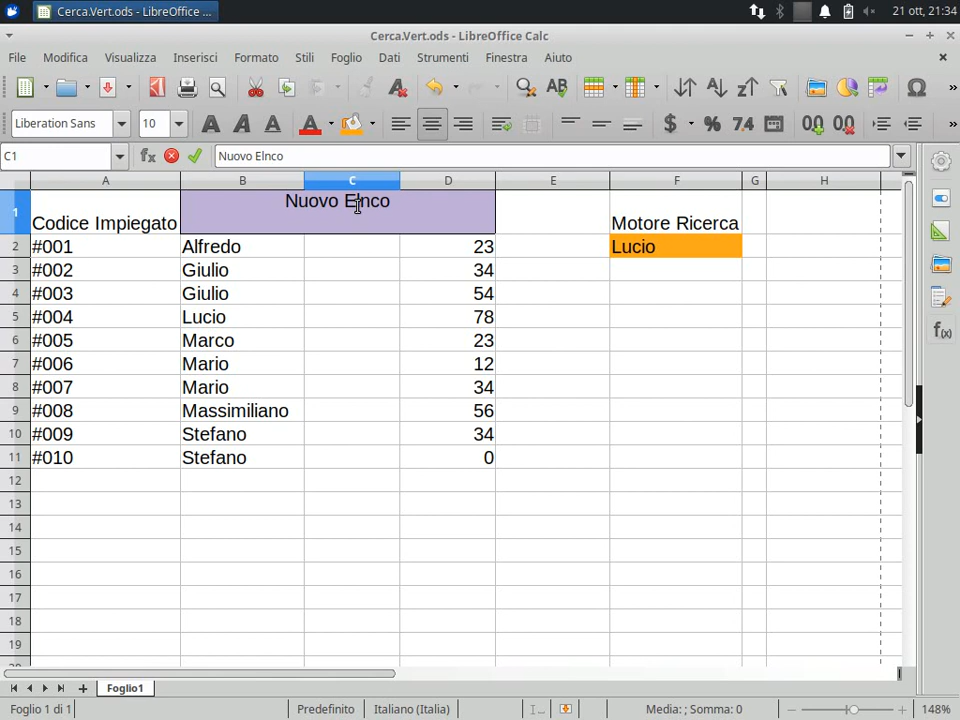 Cerca.Vert.ods - LibreOffice ...
21 ott, 21:34
Cerca.Vert.ods - LibreOffice Calc
File Modifica Visualizza Inserisci Formato Stili Foglio Dati Strumenti Finestra Aiuto
Liberation Sans 10
C1 Nuovo Elnco
A B C D E F G H
1 Codice Impiegato Nuovo Elnco Motore Ricerca
2 #001 Alfredo 23 Lucio
3 #002 Giulio 34
4 #003 Giulio 54
5 #004 Lucio 78
6 #005 Marco 23
7 #006 Mario 12
8 #007 Mario 34
9 #008 Massimiliano 56
10 #009 Stefano 34
11 #010 Stefano 0
12
13
14
15
16
17
18
19
Foglio1
Foglio 1 di 1 Predefinito Italiano (Italia) Media: ; Somma: 0 148%